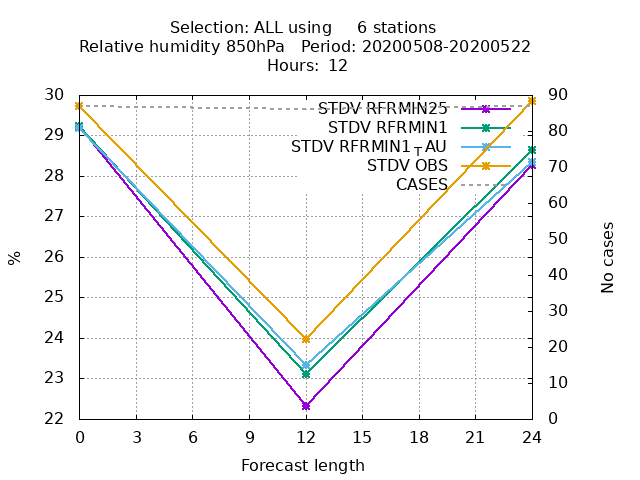 Selection: ALL using     6 stations
Relative humidity 850hPa   Period: 20200508-20200522
Hours: 12
STDV RFRMIN25
STDV RFRMIN1
STDV RFRMIN1_TAU
STDV OBS
CASES
30
29
28
27
26
25
24
23
22
%
90
80
70
60
50
40
30
20
10
0
No cases
0 3 6 9 12 15 18 21 24
Forecast length